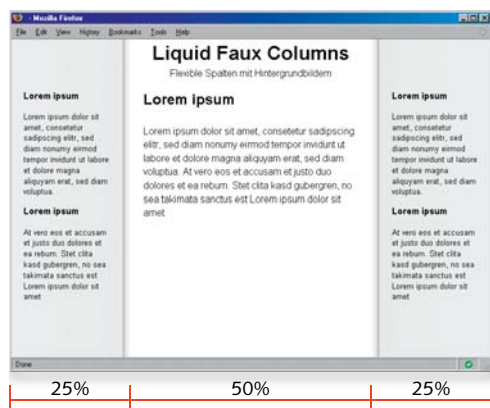 - Mozilla Firefox
File Edit View History Bookmarks Tools Help
Liquid Faux Columns
Flexible Spalten mit Hintergrundbildern
Lorem ipsum
Lorem ipsum dolor sit
amet, consetetur
sadipscing elitr, sed
diam nonumy eirmod
tempor invidunt ut labore
et dolore magna
aliquyam erat, sed diam
voluptua.
Lorem ipsum
At vero eos et accusam
et justo duo dolores et
ea rebum. Stet clita
kasd gubergren, no sea
takimata sanctus est
Lorem ipsum dolor sit
amet
Lorem ipsum
Lorem ipsum dolor sit amet, consetetur sadipscing
elitr, sed diam nonumy eirmod tempor invidunt ut
labore et dolore magna aliquyam erat, sed diam
voluptua. At vero eos et accusam et justo duo
dolores et ea rebum. Stet clita kasd gubergren, no
sea takimata sanctus est Lorem ipsum dolor sit
amet
Lorem ipsum
Lorem ipsum dolor sit
amet, consetetur
sadipscing elitr, sed
diam nonumy eirmod
tempor invidunt ut labore
et dolore magna
aliquyam erat, sed diam
voluptua.
Lorem ipsum
At vero eos et accusam
et justo duo dolores et
ea rebum. Stet clita
kasd gubergren, no sea
takimata sanctus est
Lorem ipsum dolor sit
amet
Done
25% 50% 25%